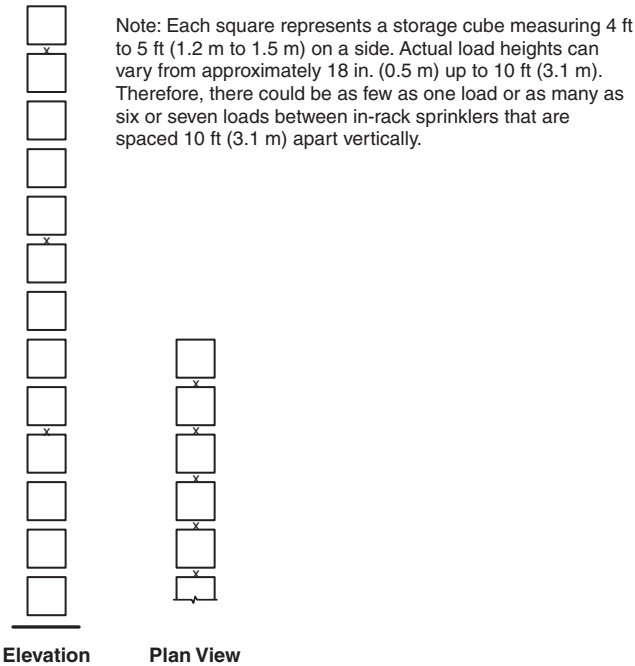 Note: Each square represents a storage cube measuring 4 ft
to 5 ft (1.2 m to 1.5 m) on a side. Actual load heights can
vary from approximately 18 in. (0.5 m) up to 10 ft (3.1 m).
Therefore, there could be as few as one load or as many as
six or seven loads between in-rack sprinklers that are
spaced 10 ft (3.1 m) apart vertically.
x
x
x
x
x
x
x
x
Elevation Plan View